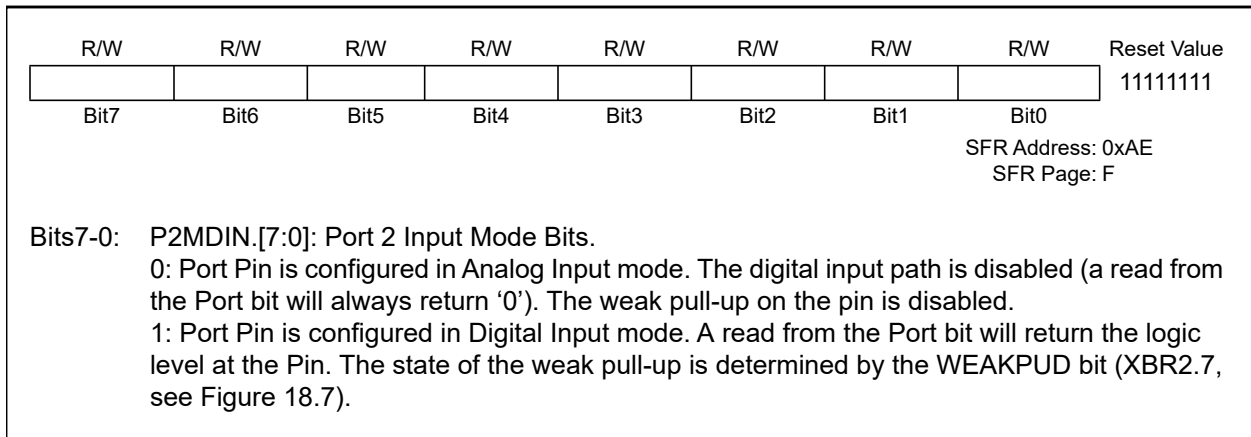 R/W R/W R/W R/W R/W R/W R/W R/W Reset Value
11111111
Bit7 Bit6 Bit5 Bit4 Bit3 Bit2 Bit1 Bit0
SFR Address: 0xAE
SFR Page: F
Bits7-0: P2MDIN.[7:0]: Port 2 Input Mode Bits.
0: Port Pin is configured in Analog Input mode. The digital input path is disabled (a read from
the Port bit will always return ‘0’). The weak pull-up on the pin is disabled.
1: Port Pin is configured in Digital Input mode. A read from the Port bit will return the logic
level at the Pin. The state of the weak pull-up is determined by the WEAKPUD bit (XBR2.7,
see Figure 18.7).